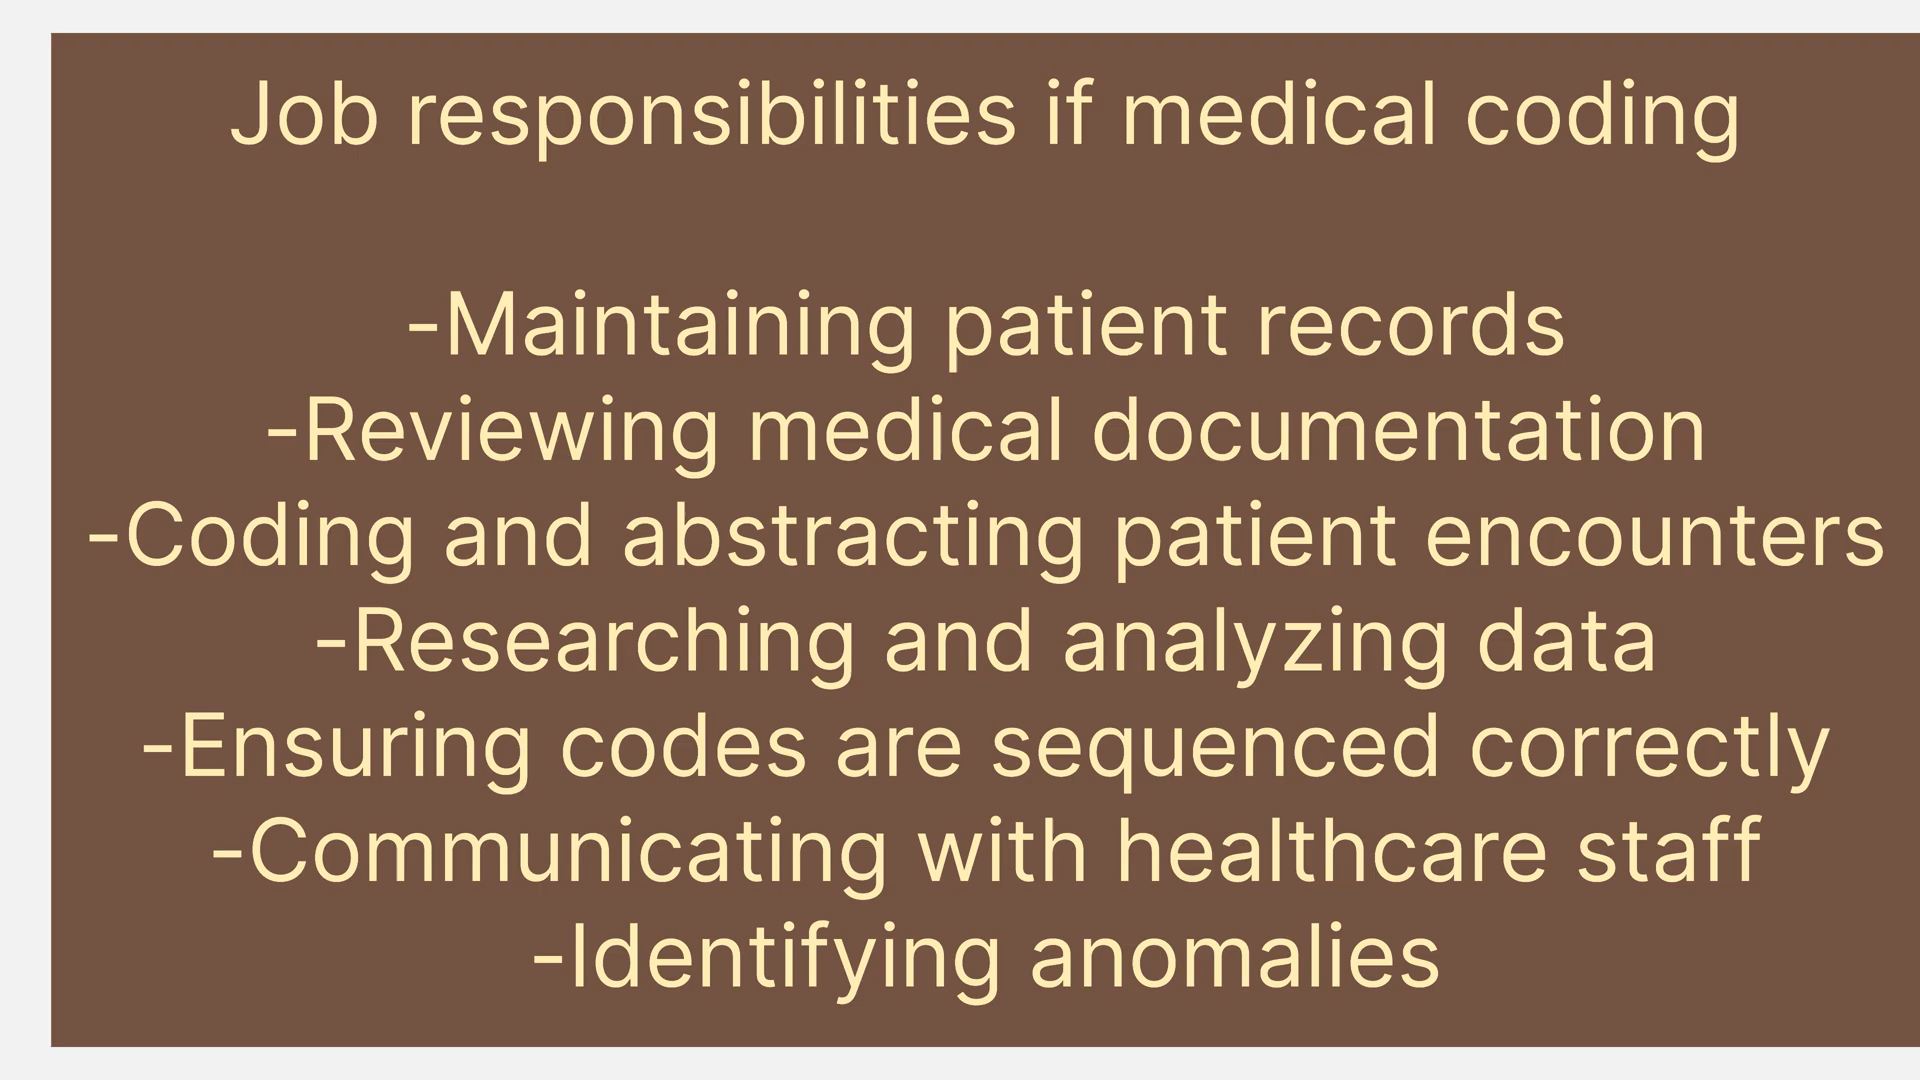 Job responsibilities if medical coding
-Maintaining patient records
-Reviewing medical documentation
-Coding and abstracting patient encounters
-Researching and analyzing data
-Ensuring codes are sequenced correctly
-Communicating with healthcare staff
-Identifying anomalies